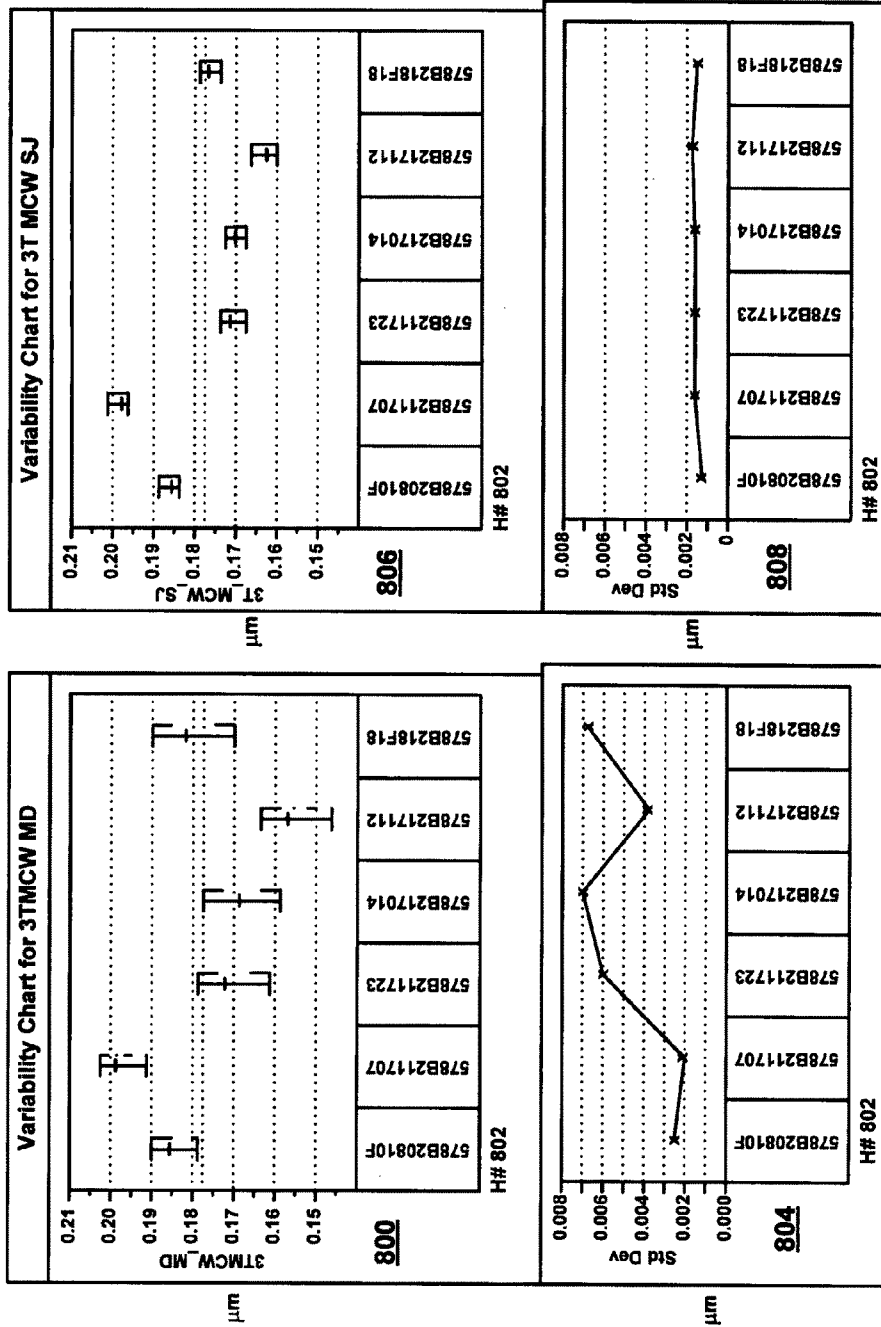 Variability Chart for 3TMCW MD
µm
3TMCW_MD
0.21
0.20
0.19
0.18
0.17
0.16
0.15
578B20810F
578B211707
578B211723
578B217014
578B217112
578B218F18
800
H# 802
µm
Std Dev
0.008
0.006
0.004
0.002
0.000
578B20810F
578B211707
578B211723
578B217014
578B217112
578B218F18
804
H# 802
Variability Chart for 3T MCW SJ
µm
3T_MCW_SJ
0.21
0.20
0.19
0.18
0.17
0.16
0.15
578B20810F
578B211707
578B211723
578B217014
578B217112
578B218F18
806
H# 802
µm
Std Dev
0.008
0.006
0.004
0.002
0
578B20810F
578B211707
578B211723
578B217014
578B217112
578B218F18
808
H# 802